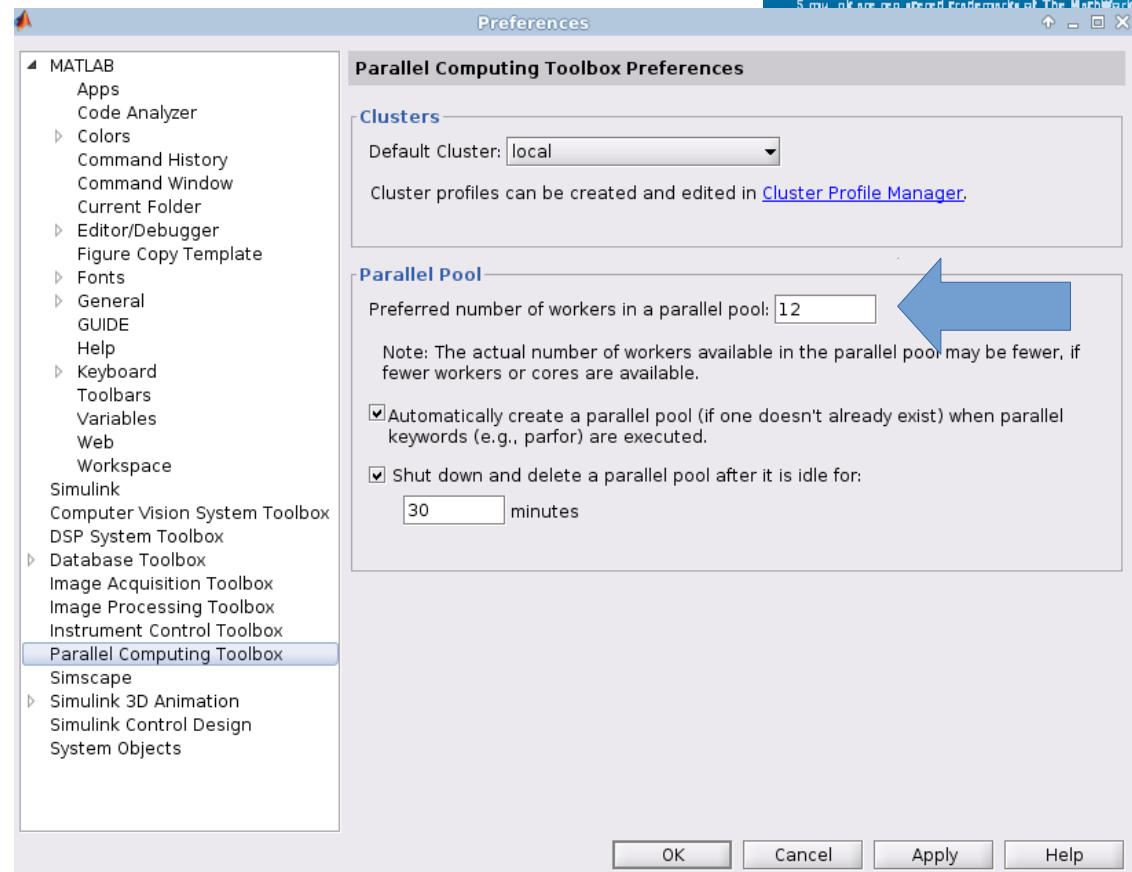 Preferences
MATLAB
Apps
Code Analyzer
Colors
Command History
Command Window
Current Folder
Editor/Debugger
Figure Copy Template
Fonts
General
GUIDE
Help
Keyboard
Toolbars
Variables
Web
Workspace
Simulink
Computer Vision System Toolbox
DSP System Toolbox
Database Toolbox
Image Acquisition Toolbox
Image Processing Toolbox
Instrument Control Toolbox
Parallel Computing Toolbox
Simscape
Simulink 3D Animation
Simulink Control Design
System Objects
Parallel Computing Toolbox Preferences
Clusters
Default Cluster: local
Cluster profiles can be created and edited in Cluster Profile Manager.
Parallel Pool
Preferred number of workers in a parallel pool: 12
Note: The actual number of workers available in the parallel pool may be fewer, if
fewer workers or cores are available.
Automatically create a parallel pool (if one doesn't already exist) when parallel
keywords (e.g., parfor) are executed.
Shut down and delete a parallel pool after it is idle for:
30 minutes
OK Cancel Apply Help